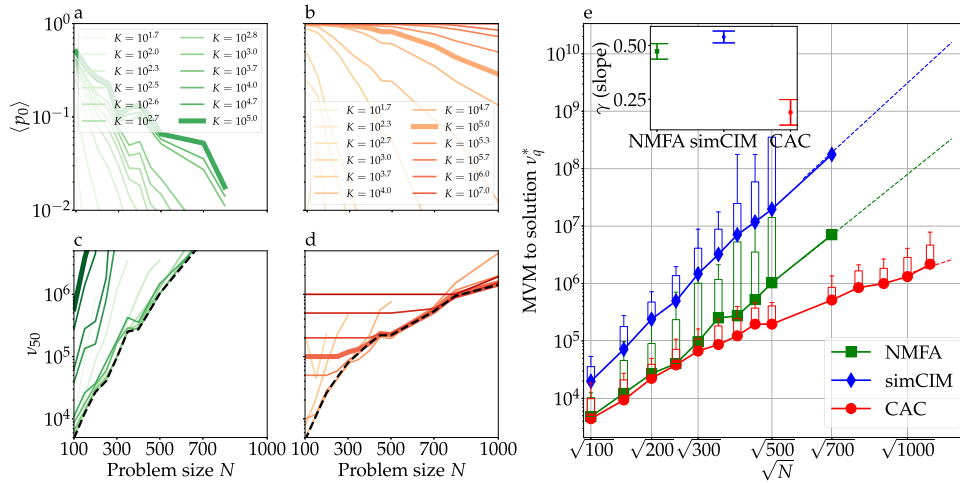 a
b
e
10^0
10^{-1}
10^{-2}
⟨p_0⟩
K = 10^{1.7}
K = 10^{2.0}
K = 10^{2.3}
K = 10^{2.5}
K = 10^{2.6}
K = 10^{2.7}
K = 10^{2.8}
K = 10^{3.0}
K = 10^{3.7}
K = 10^{4.0}
K = 10^{4.7}
K = 10^{5.0}
K = 10^{1.7}
K = 10^{2.3}
K = 10^{2.7}
K = 10^{3.0}
K = 10^{3.7}
K = 10^{4.0}
K = 10^{4.7}
K = 10^{5.0}
K = 10^{5.3}
K = 10^{5.7}
K = 10^{6.0}
K = 10^{7.0}
c
d
10^6
10^5
10^4
ν_{50}
100 300 500 700 1000
Problem size N
100 300 500 700 1000
Problem size N
10^{10}
10^9
10^8
10^7
10^6
10^5
10^4
MVM to solution ν_q^*
0.50
0.25
γ (slope)
NMFA simCIM CAC
NMFA
simCIM
CAC
√100 √200 √300 √500 √700 √1000
√N